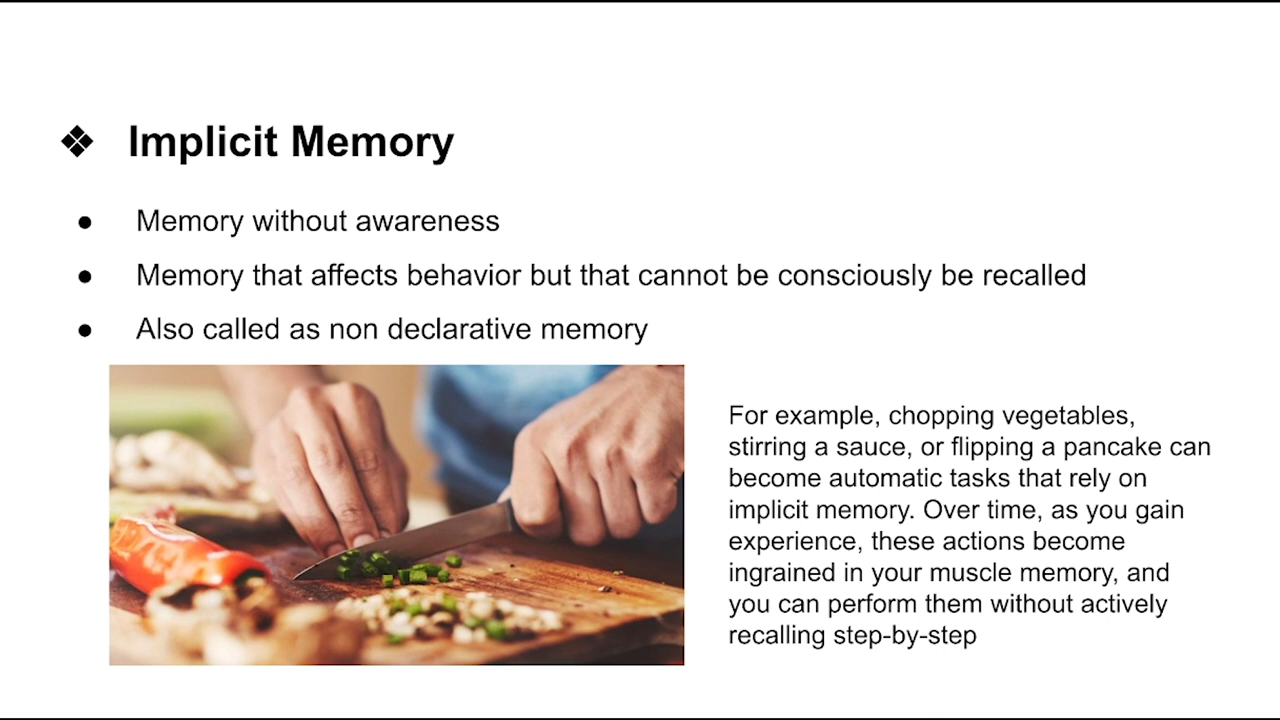 ❖ Implicit Memory
● Memory without awareness
● Memory that affects behavior but that cannot be consciously be recalled
● Also called as non declarative memory
For example, chopping vegetables,
stirring a sauce, or flipping a pancake can
become automatic tasks that rely on
implicit memory. Over time, as you gain
experience, these actions become
ingrained in your muscle memory, and
you can perform them without actively
recalling step-by-step